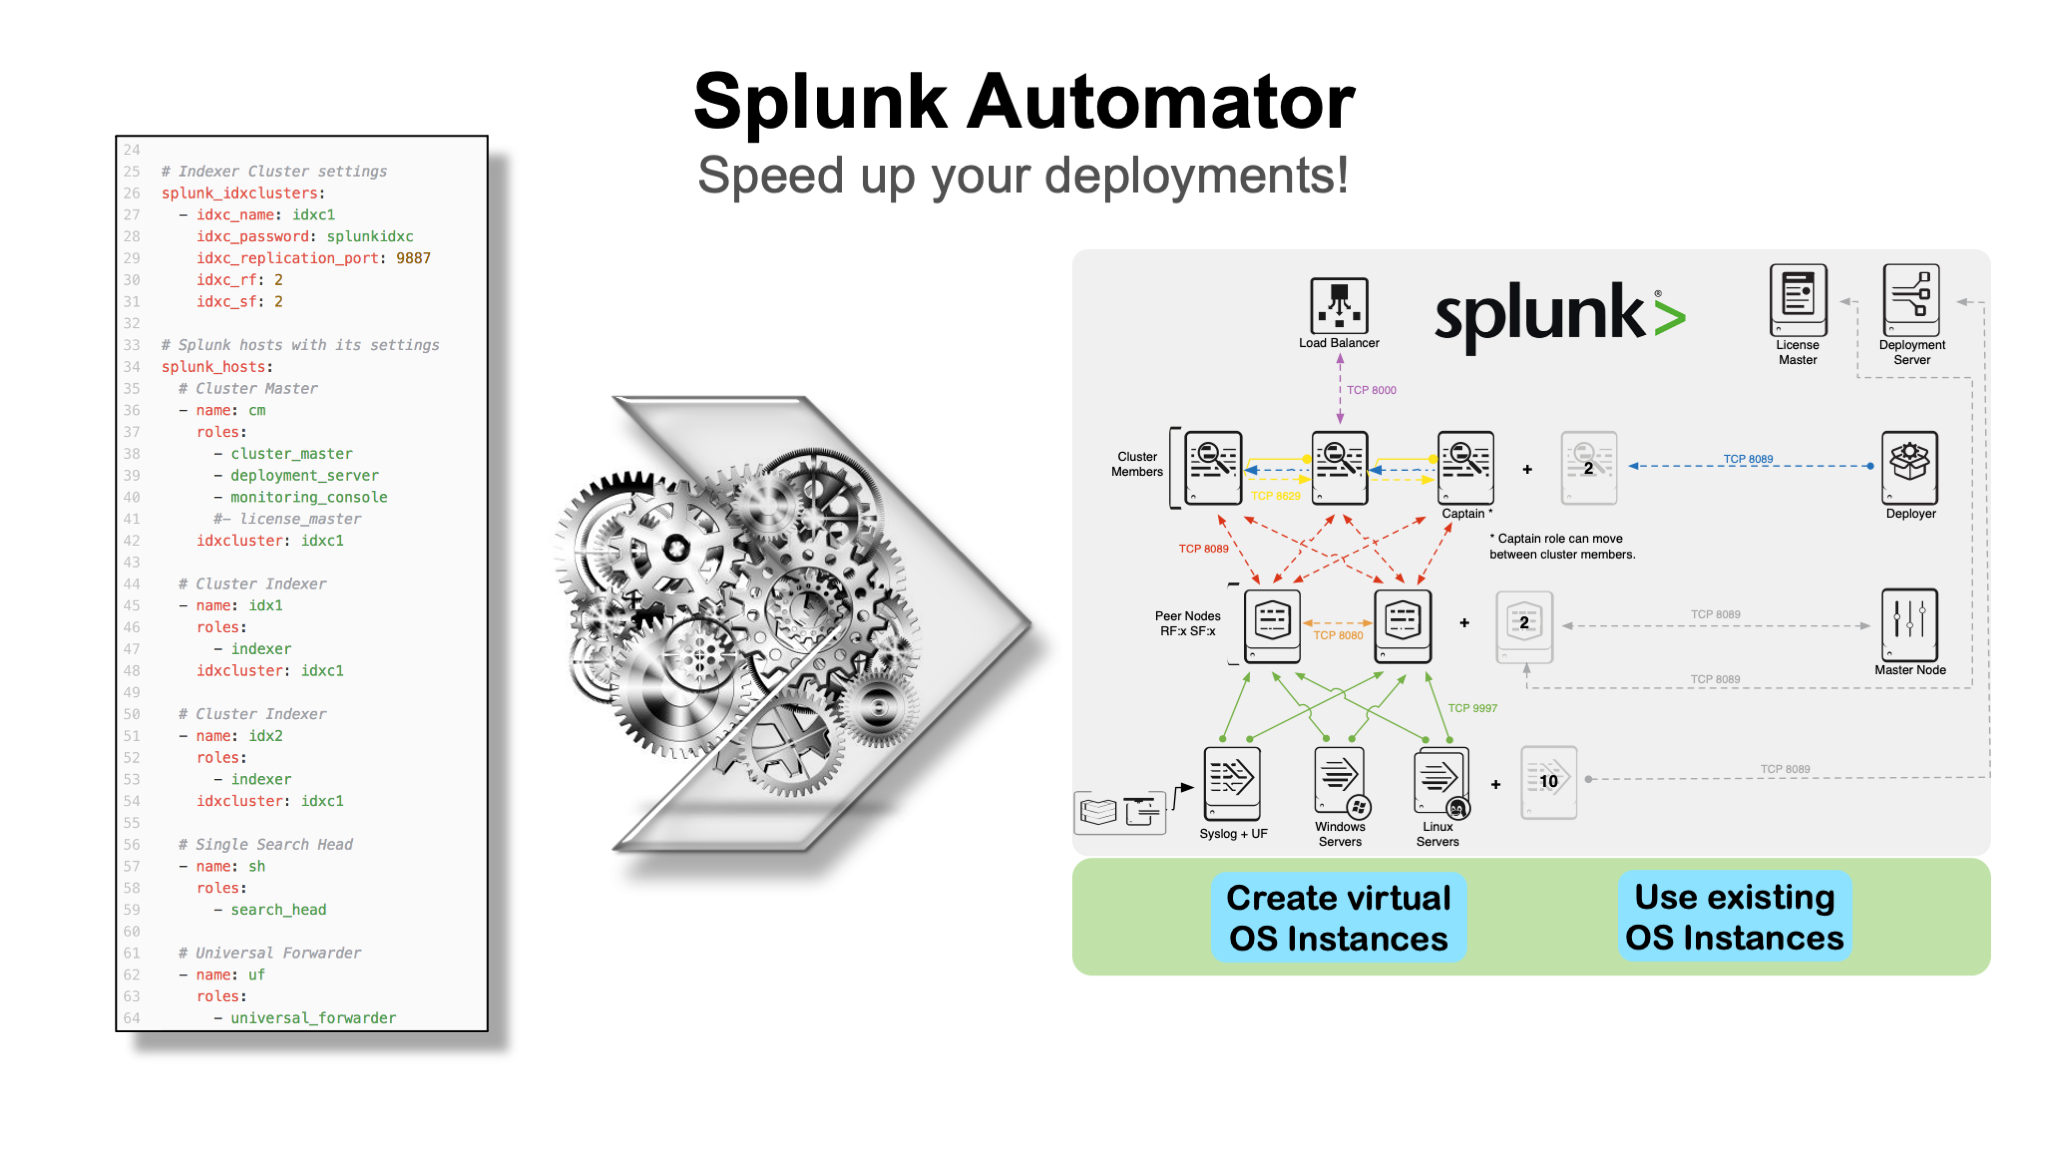 Splunk Automator
Speed up your deployments!
24
25 # Indexer Cluster settings
26 splunk_idxclusters:
27 - idxc_name: idxc1
28 idxc_password: splunkidxc
29 idxc_replication_port: 9887
30 idxc_rf: 2
31 idxc_sf: 2
32
33 # Splunk hosts with its settings
34 splunk_hosts:
35 # Cluster Master
36 - name: cm
37 roles:
38 - cluster_master
39 - deployment_server
40 - monitoring_console
41 #- license_master
42 idxcluster: idxc1
43
44 # Cluster Indexer
45 - name: idx1
46 roles:
47 - indexer
48 idxcluster: idxc1
49
50 # Cluster Indexer
51 - name: idx2
52 roles:
53 - indexer
54 idxcluster: idxc1
55
56 # Single Search Head
57 - name: sh
58 roles:
59 - search_head
60
61 # Universal Forwarder
62 - name: uf
63 roles:
64 - universal_forwarder
splunk>®
Load Balancer
License
Master
Deployment
Server
TCP 8000
Cluster
Members
TCP 8629
Captain *
+
2
TCP 8089
Deployer
* Captain role can move
between cluster members.
TCP 8089
Peer Nodes
RF:x SF:x
TCP 8080
+
2
TCP 8089
Master Node
TCP 8089
TCP 9997
Syslog + UF
Windows
Servers
Linux
Servers
+
10
TCP 8089
Create virtual
OS Instances
Use existing
OS Instances